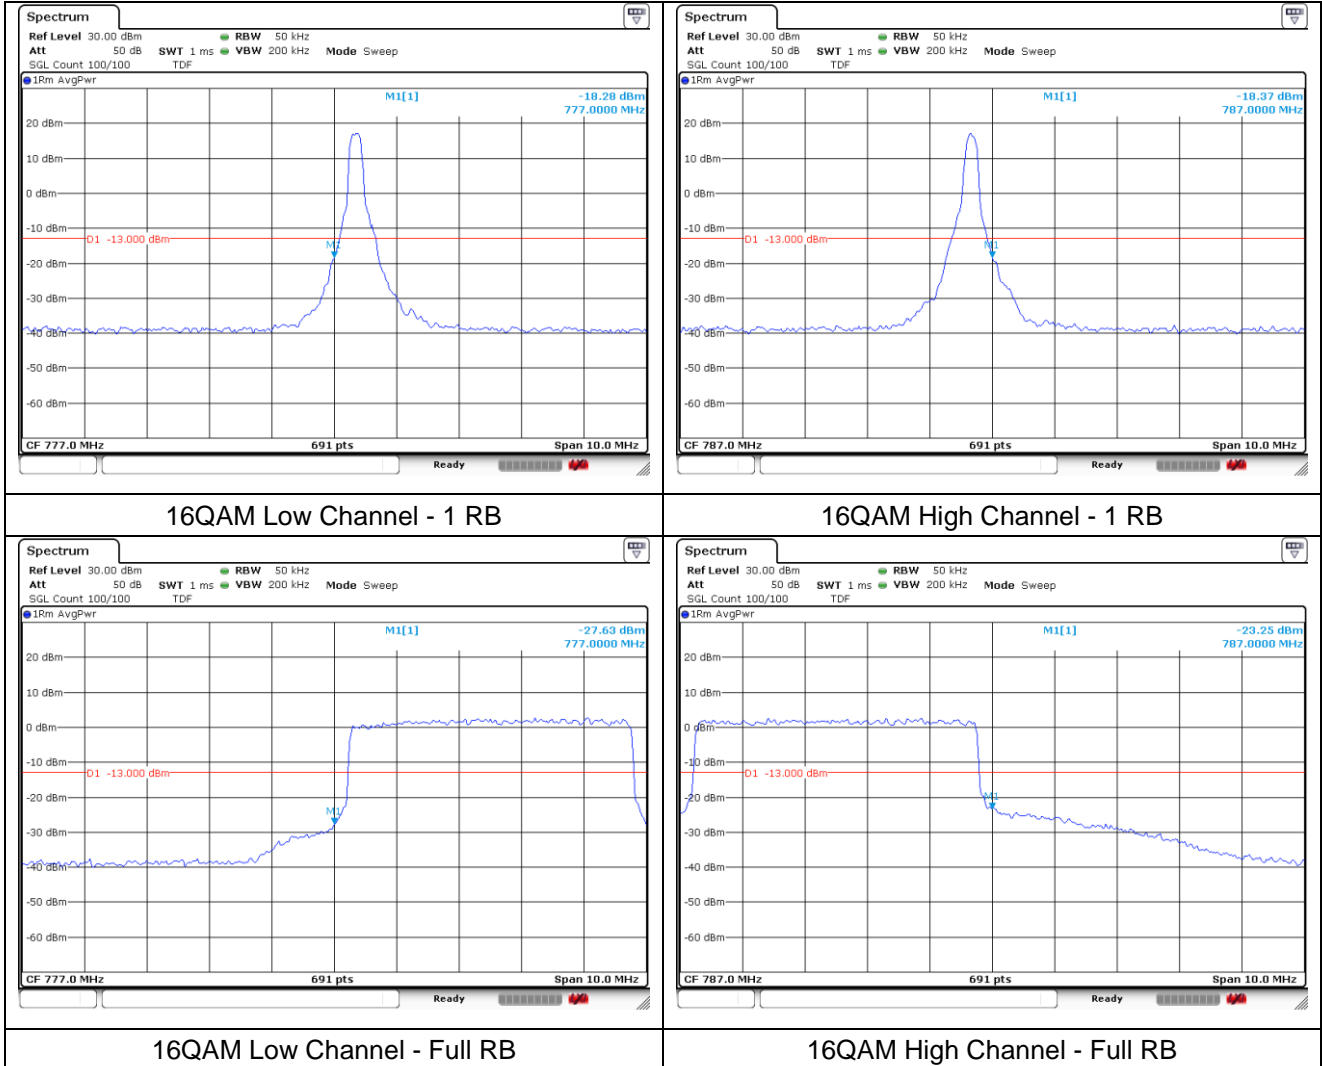 Spectrum
Ref Level 30.00 dBm RBW 50 kHz
Att 50 dB SWT 1 ms VBW 200 kHz Mode Sweep
SGL Count 100/100 TDF
1Rm AvgPwr
M1[1] -18.28 dBm
777.0000 MHz
20 dBm
10 dBm
0 dBm
-10 dBm
D1 -13.000 dBm
M1
-20 dBm
-30 dBm
-40 dBm
-50 dBm
-60 dBm
CF 777.0 MHz 691 pts Span 10.0 MHz
Ready
16QAM Low Channel - 1 RB
Spectrum
Ref Level 30.00 dBm RBW 50 kHz
Att 50 dB SWT 1 ms VBW 200 kHz Mode Sweep
SGL Count 100/100 TDF
1Rm AvgPwr
M1[1] -18.37 dBm
787.0000 MHz
20 dBm
10 dBm
0 dBm
-10 dBm
D1 -13.000 dBm
M1
-20 dBm
-30 dBm
-40 dBm
-50 dBm
-60 dBm
CF 787.0 MHz 691 pts Span 10.0 MHz
Ready
16QAM High Channel - 1 RB
Spectrum
Ref Level 30.00 dBm RBW 50 kHz
Att 50 dB SWT 1 ms VBW 200 kHz Mode Sweep
SGL Count 100/100 TDF
1Rm AvgPwr
M1[1] -27.63 dBm
777.0000 MHz
20 dBm
10 dBm
0 dBm
-10 dBm
D1 -13.000 dBm
-20 dBm
M1
-30 dBm
-40 dBm
-50 dBm
-60 dBm
CF 777.0 MHz 691 pts Span 10.0 MHz
Ready
16QAM Low Channel - Full RB
Spectrum
Ref Level 30.00 dBm RBW 50 kHz
Att 50 dB SWT 1 ms VBW 200 kHz Mode Sweep
SGL Count 100/100 TDF
1Rm AvgPwr
M1[1] -23.25 dBm
787.0000 MHz
20 dBm
10 dBm
0 dBm
-10 dBm
D1 -13.000 dBm
-20 dBm
M1
-30 dBm
-40 dBm
-50 dBm
-60 dBm
CF 787.0 MHz 691 pts Span 10.0 MHz
Ready
16QAM High Channel - Full RB